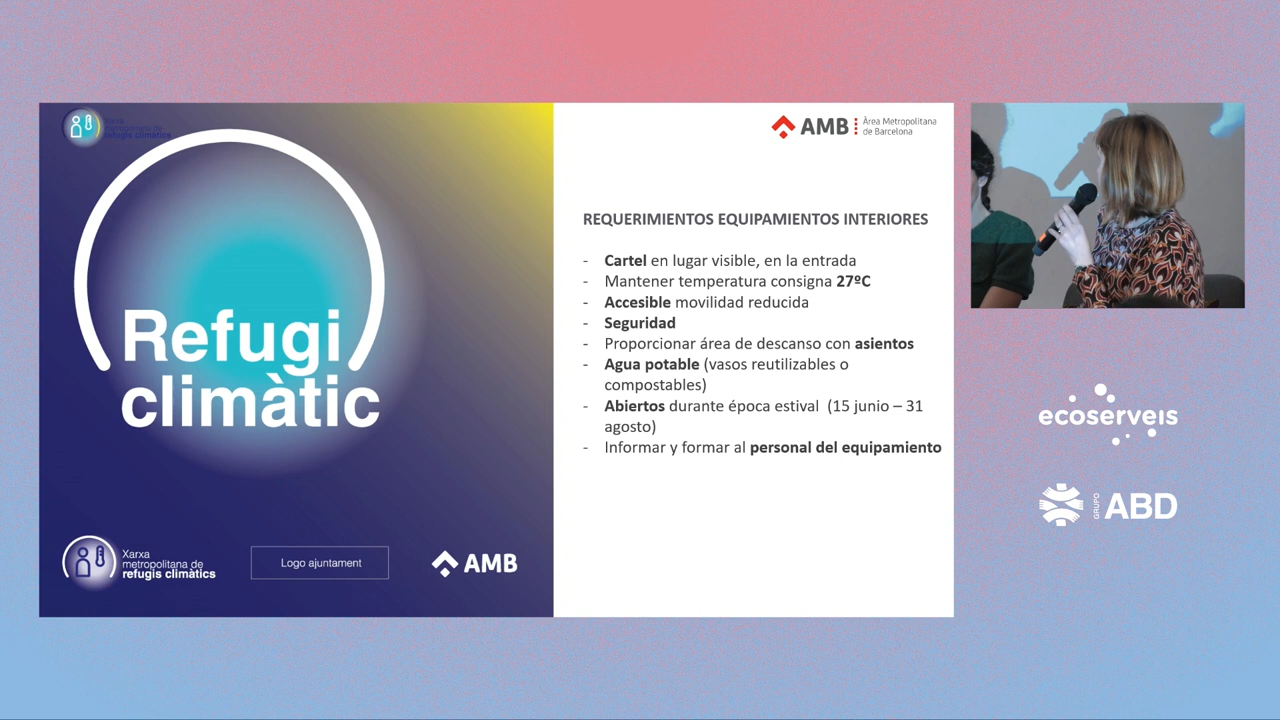 Xarxa
metropolitana de
refugis climàtics
Refugi
climàtic
Xarxa
metropolitana de
refugis climàtics
Logo ajuntament
AMB
AMB
Àrea Metropolitana
de Barcelona
REQUERIMIENTOS EQUIPAMIENTOS INTERIORES
- Cartel en lugar visible, en la entrada
- Mantener temperatura consigna 27ºC
- Accesible movilidad reducida
- Seguridad
- Proporcionar área de descanso con asientos
- Agua potable (vasos reutilizables o
compostables)
- Abiertos durante época estival (15 junio – 31
agosto)
- Informar y formar al personal del equipamiento
ecoserveis
GRUPO ABD